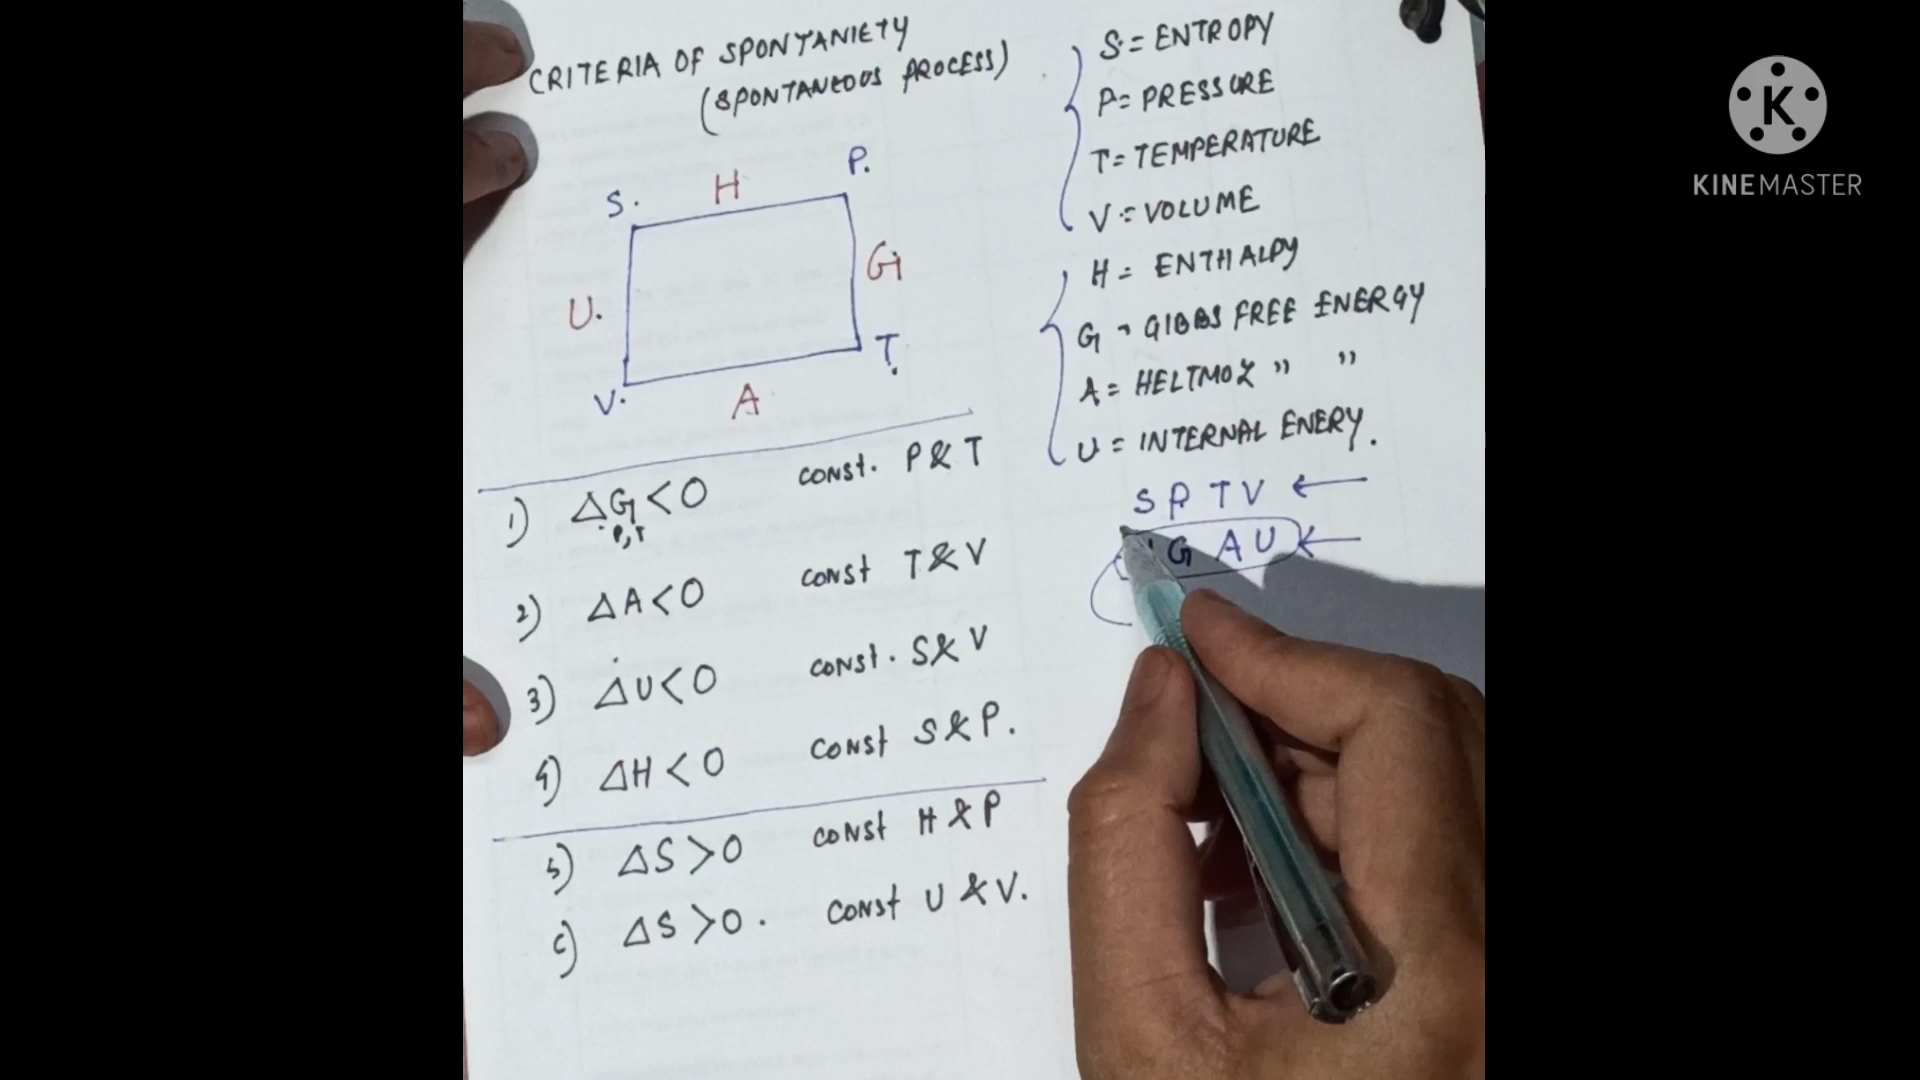 CRITERIA OF SPONTANIETY
(SPONTANEOUS PROCESS)
S. H P.
U. G
V. A T.
1) ΔG<0 const. P & T
P,T
2) ΔA<0 const T & V
3) ΔU<0 const. S & V
4) ΔH<0 const S & P.
5) ΔS>0 const H & P
6) ΔS>0. const U & V.
S = ENTROPY
P = PRESSURE
T = TEMPERATURE
V = VOLUME
H = ENTHALPY
G = GIBBS FREE ENERGY
A = HELTMOZ " "
U = INTERNAL ENERY.
S P T V ←
G A U ←
K
KINEMASTER